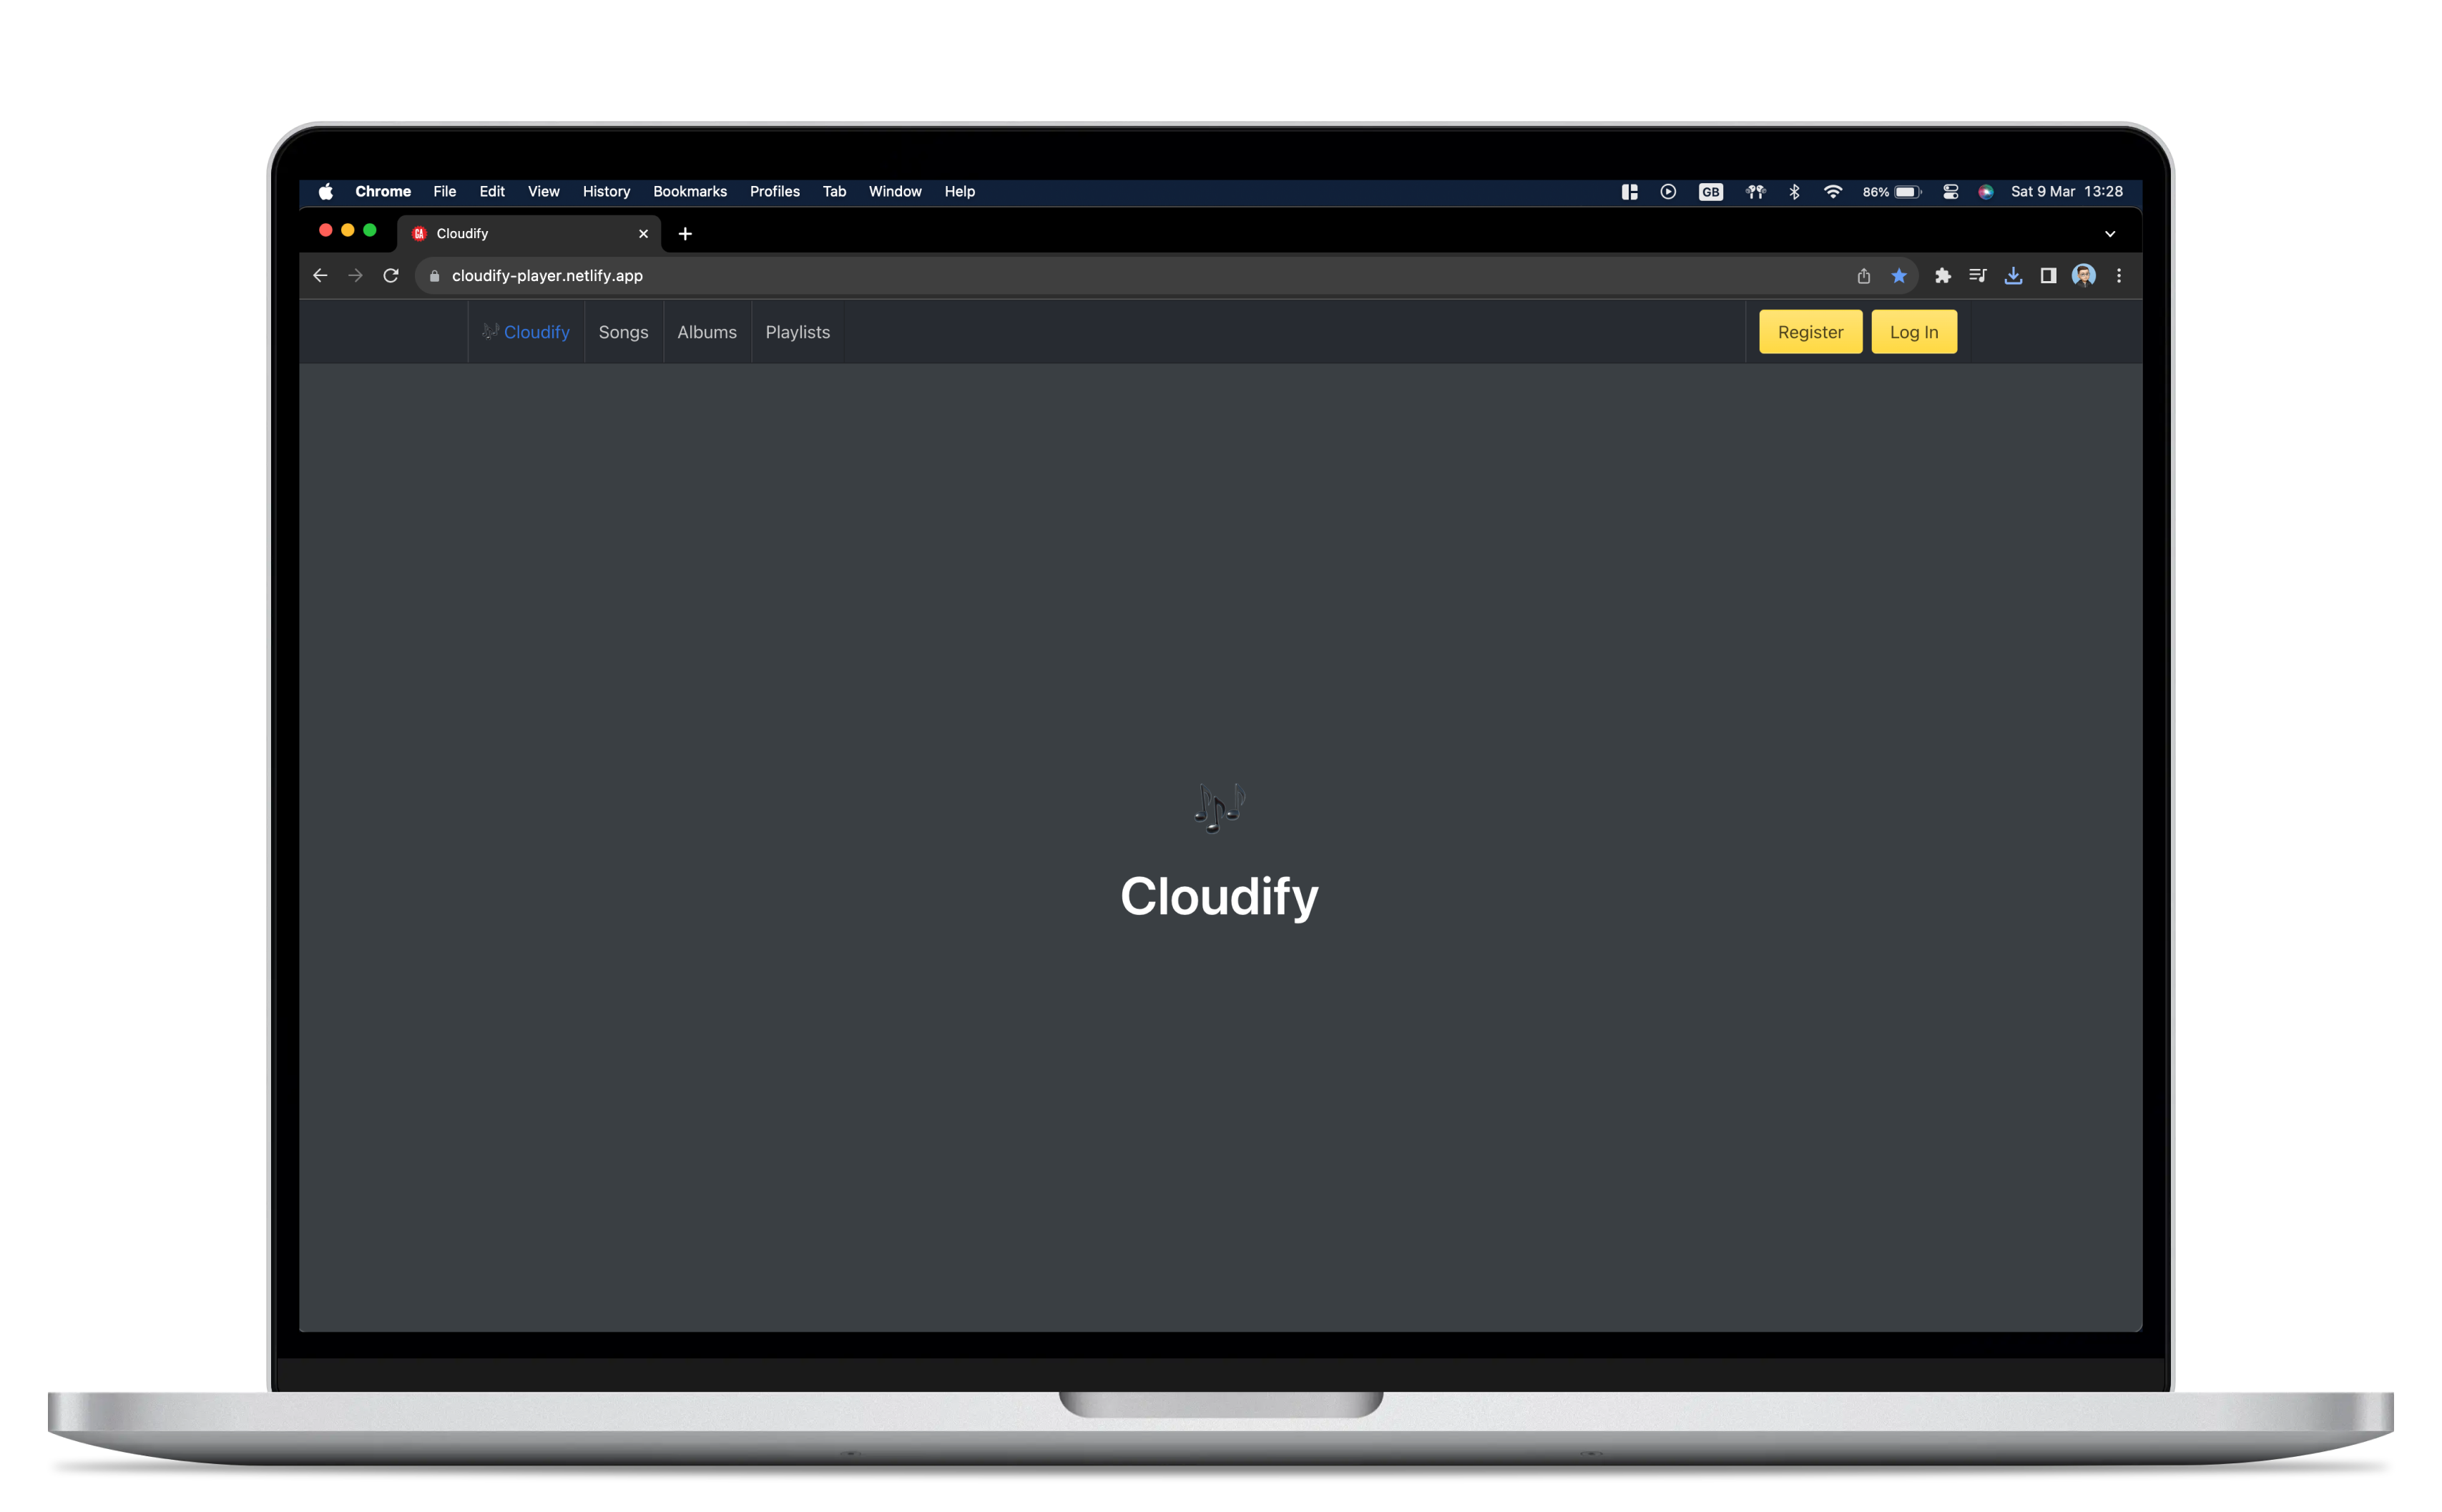 Chrome File Edit View History Bookmarks Profiles Tab Window Help GB 86% Sat 9 Mar 13:28
GA Cloudify
cloudify-player.netlify.app
Cloudify Songs Albums Playlists Register Log In
Cloudify